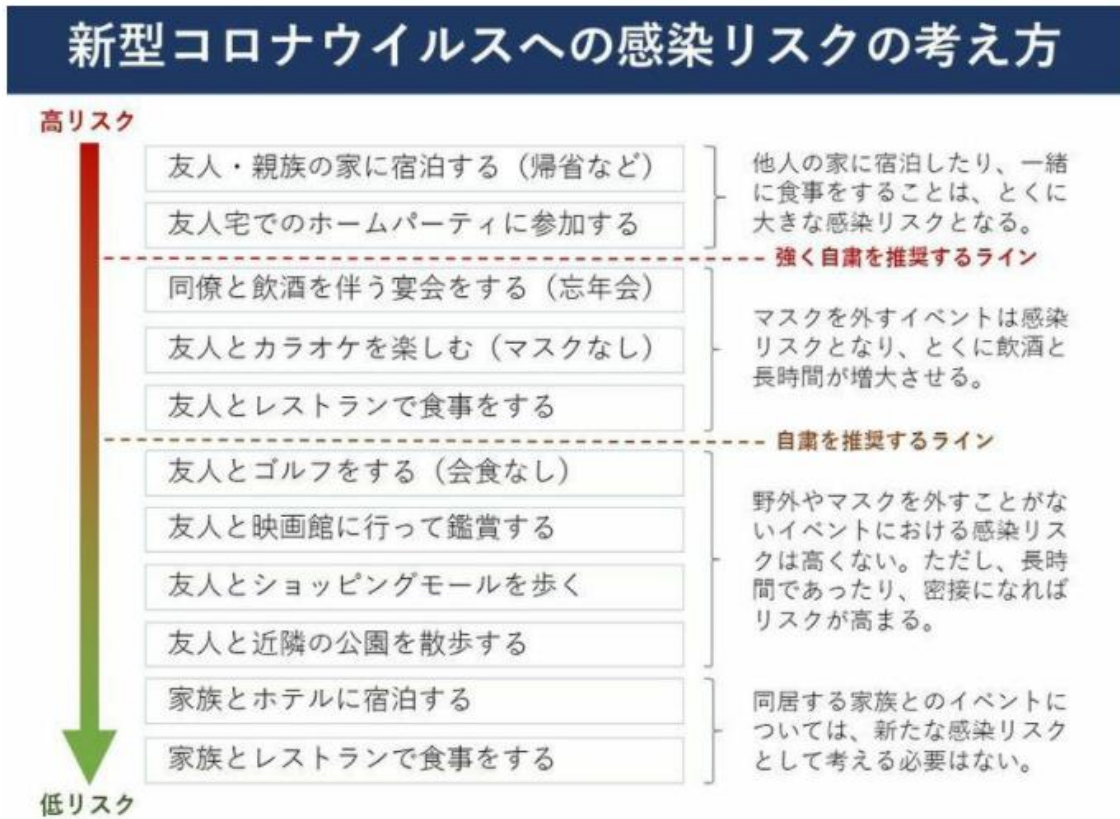 新型コロナウイルスへの感染リスクの考え方
高リスク
友人・親族の家に宿泊する（帰省など）
友人宅でのホームパーティに参加する
他人の家に宿泊したり、一緒
に食事をすることは、とくに
大きな感染リスクとなる。
強く自粛を推奨するライン
同僚と飲酒を伴う宴会をする（忘年会）
友人とカラオケを楽しむ（マスクなし）
友人とレストランで食事をする
マスクを外すイベントは感染
リスクとなり、とくに飲酒と
長時間が増大させる。
自粛を推奨するライン
友人とゴルフをする（会食なし）
友人と映画館に行って鑑賞する
友人とショッピングモールを歩く
友人と近隣の公園を散歩する
野外やマスクを外すことがな
いイベントにおける感染リス
クは高くない。ただし、長時
間であったり、密接になれば
リスクが高まる。
家族とホテルに宿泊する
家族とレストランで食事をする
同居する家族とのイベントに
ついては、新たな感染リスク
として考える必要はない。
低リスク